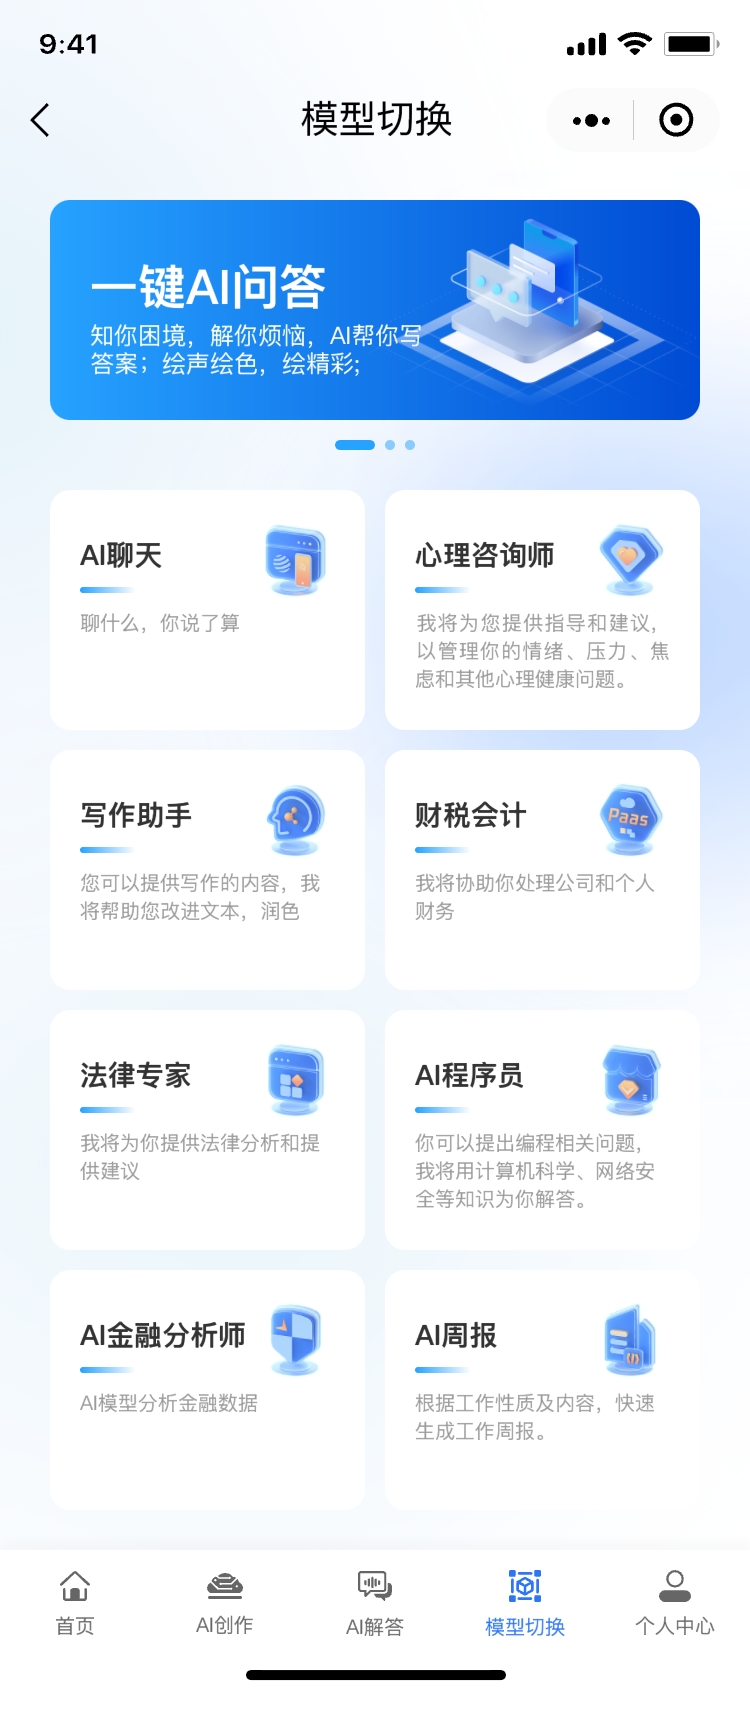 9:41
模型切换
一键AI问答
知你困境，解你烦恼，AI帮你写
答案；绘声绘色，绘精彩;
AI聊天
聊什么，你说了算
心理咨询师
我将为您提供指导和建议，
以管理你的情绪、压力、焦
虑和其他心理健康问题。
写作助手
您可以提供写作的内容，我
将帮助您改进文本，润色
财税会计
Paas
我将协助你处理公司和个人
财务
法律专家
我将为你提供法律分析和提
供建议
AI程序员
你可以提出编程相关问题，
我将用计算机科学、网络安
全等知识为你解答。
AI金融分析师
AI模型分析金融数据
AI周报
根据工作性质及内容，快速
生成工作周报。
首页
AI创作
AI解答
模型切换
个人中心